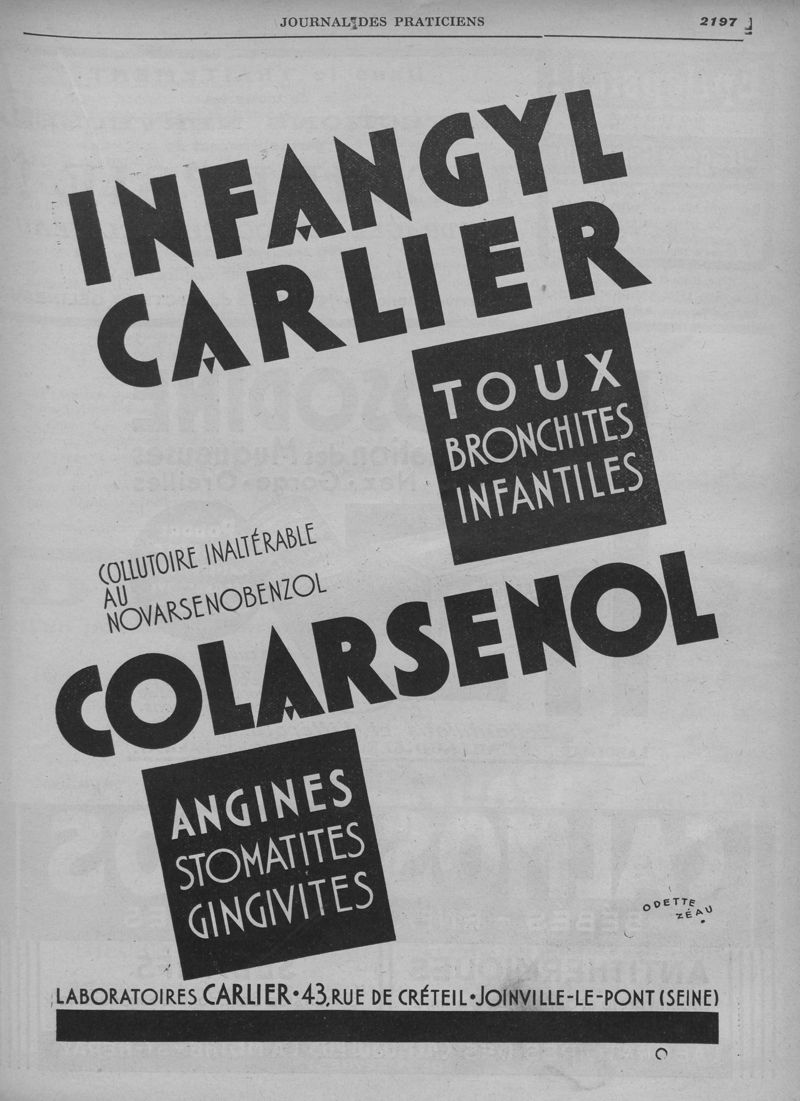 JOURNAL DES PRATICIENS 2197
INFANGYL
CARLIER
TOUX
BRONCHITES
INFANTILES
COLLUTOIRE INALTÉRABLE
AU
NOVARSENOBENZOL
COLARSENOL
ANGINES
STOMATITES
GINGIVITES
ODETTE
ZÉAU
LABORATOIRES CARLIER • 43, RUE DE CRÉTEIL • JOINVILLE-LE-PONT (SEINE)